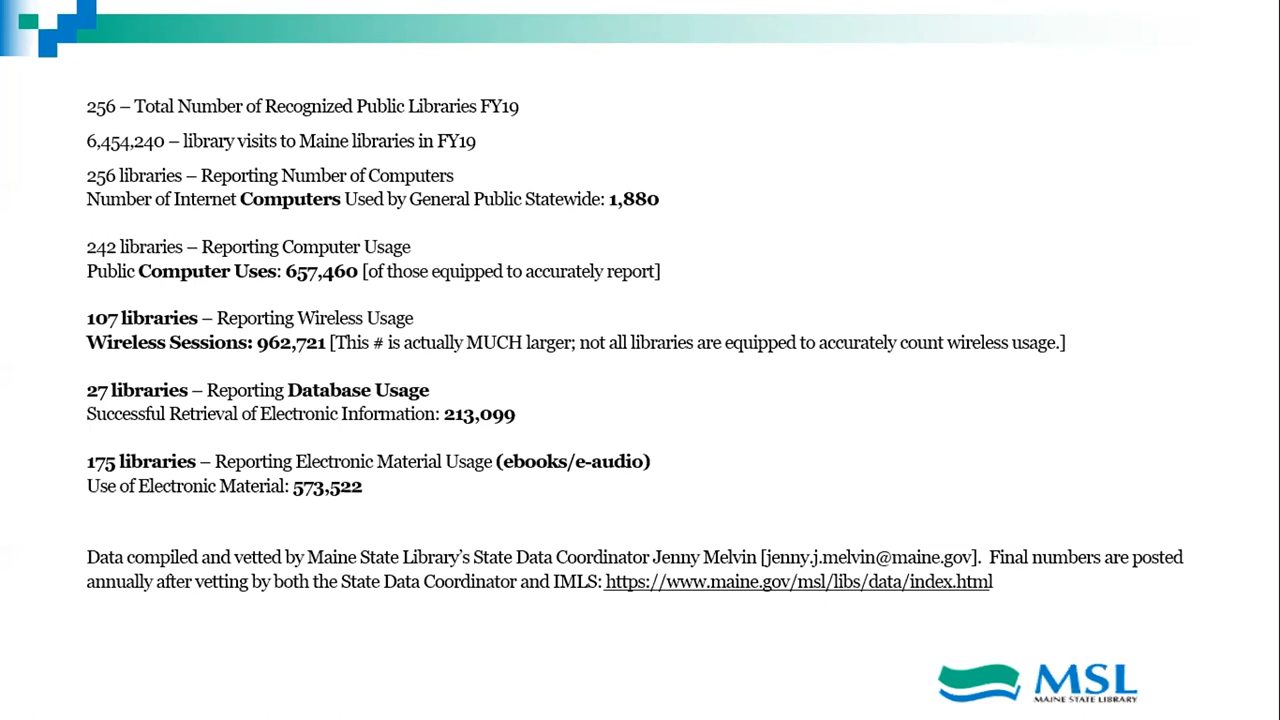 256 – Total Number of Recognized Public Libraries FY19
6,454,240 – library visits to Maine libraries in FY19
256 libraries – Reporting Number of Computers
Number of Internet Computers Used by General Public Statewide: 1,880
242 libraries – Reporting Computer Usage
Public Computer Uses: 657,460 [of those equipped to accurately report]
107 libraries – Reporting Wireless Usage
Wireless Sessions: 962,721 [This # is actually MUCH larger; not all libraries are equipped to accurately count wireless usage.]
27 libraries – Reporting Database Usage
Successful Retrieval of Electronic Information: 213,099
175 libraries – Reporting Electronic Material Usage (ebooks/e-audio)
Use of Electronic Material: 573,522
Data compiled and vetted by Maine State Library's State Data Coordinator Jenny Melvin [jenny.j.melvin@maine.gov].  Final numbers are posted
annually after vetting by both the State Data Coordinator and IMLS: https://www.maine.gov/msl/libs/data/index.html
MSL
MAINE STATE LIBRARY